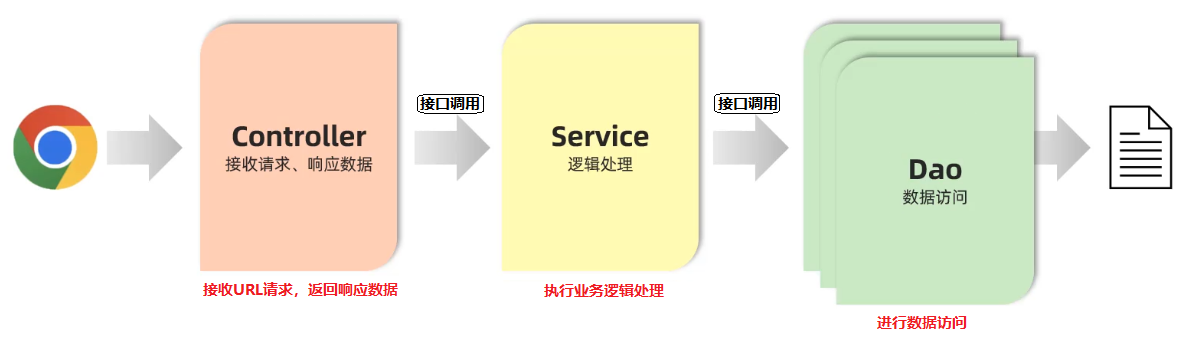 Controller
接收请求、响应数据
接收URL请求，返回响应数据
接口调用
Service
逻辑处理
执行业务逻辑处理
接口调用
Dao
数据访问
进行数据访问